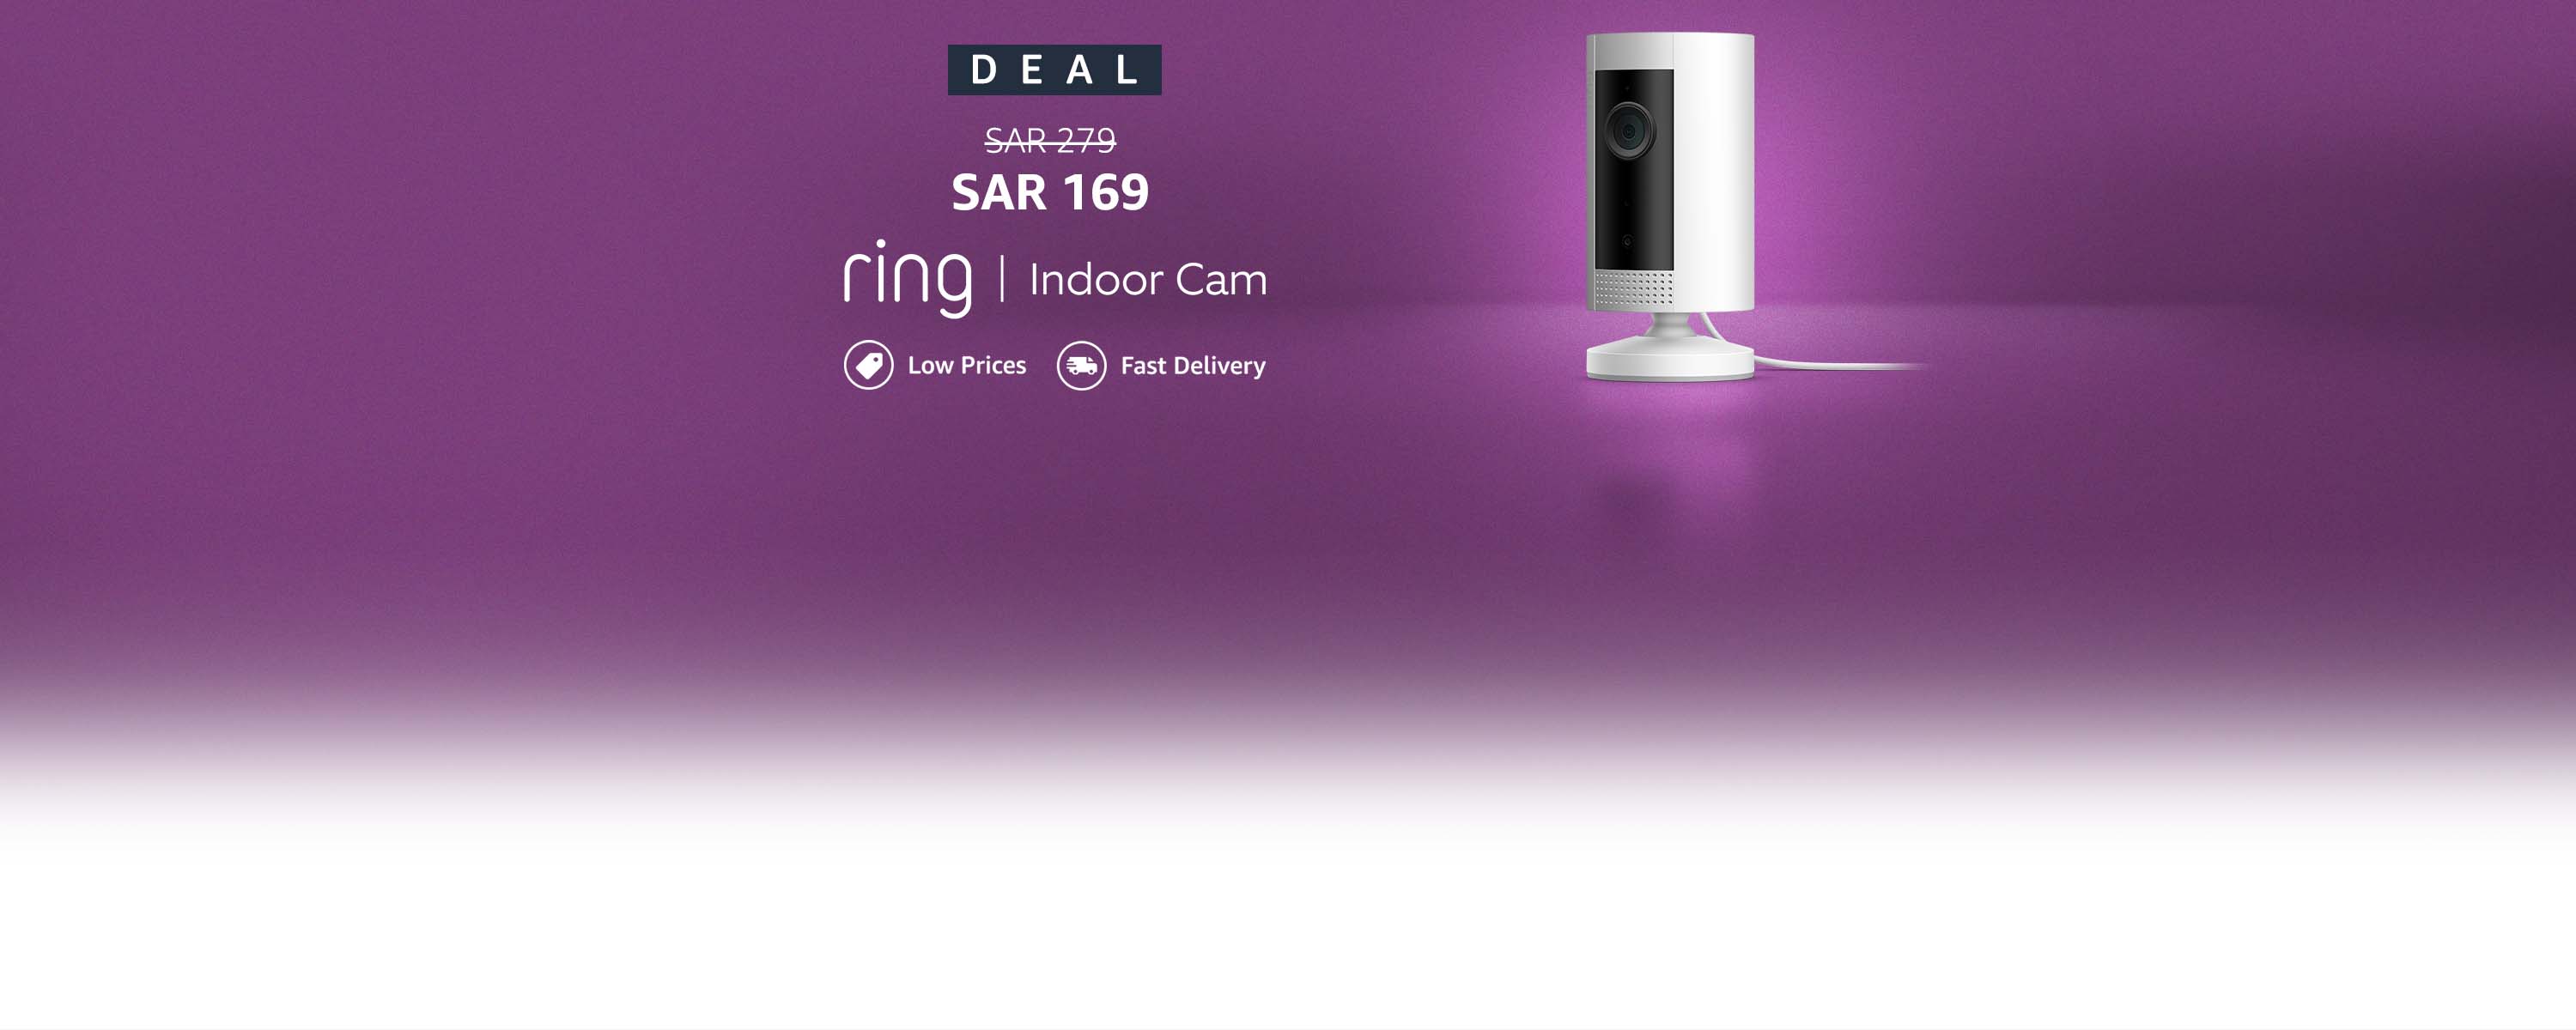 DEAL
SAR 279
SAR 169
ring | Indoor Cam
Low Prices Fast Delivery